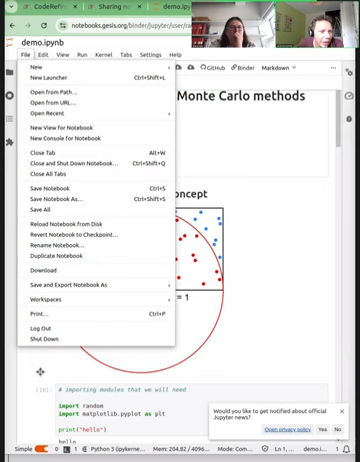 CodeRefin
Sharing no
demo.ipyn
notebooks.gesis.org/binder/jupyter/user/
demo.ipynb
File Edit View Run Kernel Tabs Settings Help
GitHub Binder Markdown
New
New Launcher Ctrl+Shift+L
Open from Path...
Open from URL...
Open Recent
New View for Notebook
New Console for Notebook
Close Tab Alt+W
Close and Shut Down Notebook... Ctrl+Shift+Q
Close All Tabs
Save Notebook Ctrl+S
Save Notebook As... Ctrl+Shift+S
Save All
Reload Notebook from Disk
Revert Notebook to Checkpoint...
Rename Notebook...
Duplicate Notebook
Download
Save and Export Notebook As
Workspaces
Print... Ctrl+P
Log Out
Shut Down
Monte Carlo methods
oncept
= 1
[10]: # importing modules that we will need
import random
import matplotlib.pyplot as plt
print("hello")
hello
Would you like to get notified about official
Jupyter news?
Open privacy policy Yes No
Simple 0 1 Python 3 (ipykerne... Mem: 204.82 / 4096... Mode: Com... Ln 1, ... demo.i...